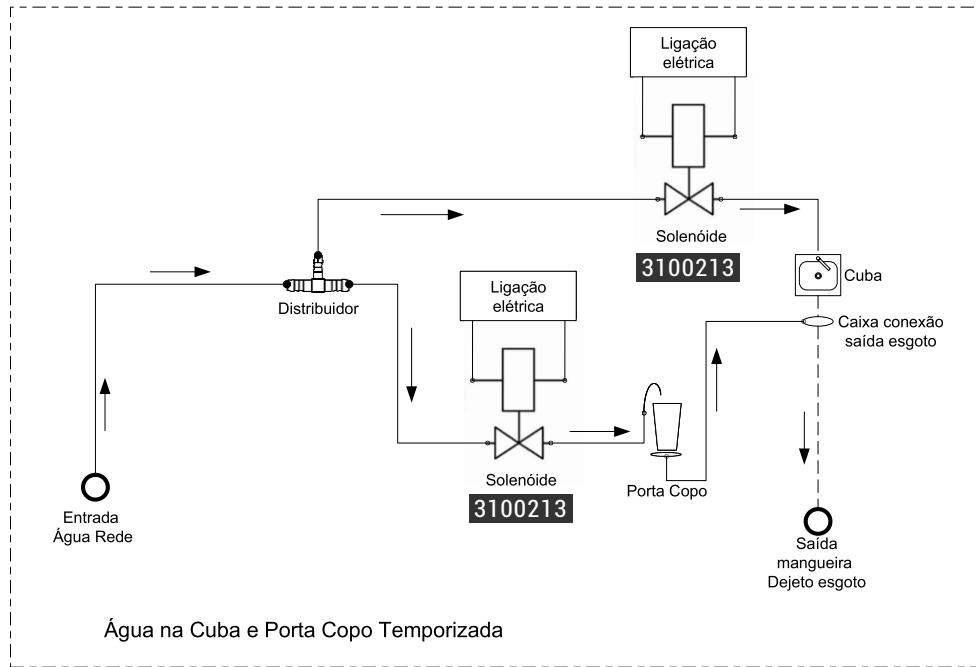 Ligação
elétrica
Solenóide
3100213
Cuba
Distribuidor
Ligação
elétrica
Caixa conexão
saída esgoto
Solenóide
3100213
Porta Copo
Entrada
Água Rede
Saída
mangueira
Dejeto esgoto
Água na Cuba e Porta Copo Temporizada